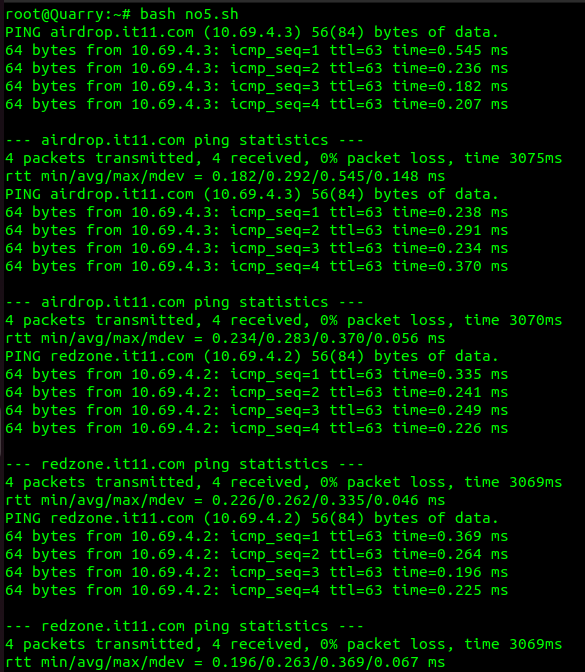 root@Quarry:~# bash no5.sh
PING airdrop.it11.com (10.69.4.3) 56(84) bytes of data.
64 bytes from 10.69.4.3: icmp_seq=1 ttl=63 time=0.545 ms
64 bytes from 10.69.4.3: icmp_seq=2 ttl=63 time=0.236 ms
64 bytes from 10.69.4.3: icmp_seq=3 ttl=63 time=0.182 ms
64 bytes from 10.69.4.3: icmp_seq=4 ttl=63 time=0.207 ms

--- airdrop.it11.com ping statistics ---
4 packets transmitted, 4 received, 0% packet loss, time 3075ms
rtt min/avg/max/mdev = 0.182/0.292/0.545/0.148 ms
PING airdrop.it11.com (10.69.4.3) 56(84) bytes of data.
64 bytes from 10.69.4.3: icmp_seq=1 ttl=63 time=0.238 ms
64 bytes from 10.69.4.3: icmp_seq=2 ttl=63 time=0.291 ms
64 bytes from 10.69.4.3: icmp_seq=3 ttl=63 time=0.234 ms
64 bytes from 10.69.4.3: icmp_seq=4 ttl=63 time=0.370 ms

--- airdrop.it11.com ping statistics ---
4 packets transmitted, 4 received, 0% packet loss, time 3070ms
rtt min/avg/max/mdev = 0.234/0.283/0.370/0.056 ms
PING redzone.it11.com (10.69.4.2) 56(84) bytes of data.
64 bytes from 10.69.4.2: icmp_seq=1 ttl=63 time=0.335 ms
64 bytes from 10.69.4.2: icmp_seq=2 ttl=63 time=0.241 ms
64 bytes from 10.69.4.2: icmp_seq=3 ttl=63 time=0.249 ms
64 bytes from 10.69.4.2: icmp_seq=4 ttl=63 time=0.226 ms

--- redzone.it11.com ping statistics ---
4 packets transmitted, 4 received, 0% packet loss, time 3069ms
rtt min/avg/max/mdev = 0.226/0.262/0.335/0.046 ms
PING redzone.it11.com (10.69.4.2) 56(84) bytes of data.
64 bytes from 10.69.4.2: icmp_seq=1 ttl=63 time=0.369 ms
64 bytes from 10.69.4.2: icmp_seq=2 ttl=63 time=0.264 ms
64 bytes from 10.69.4.2: icmp_seq=3 ttl=63 time=0.196 ms
64 bytes from 10.69.4.2: icmp_seq=4 ttl=63 time=0.225 ms

--- redzone.it11.com ping statistics ---
4 packets transmitted, 4 received, 0% packet loss, time 3069ms
rtt min/avg/max/mdev = 0.196/0.263/0.369/0.067 ms